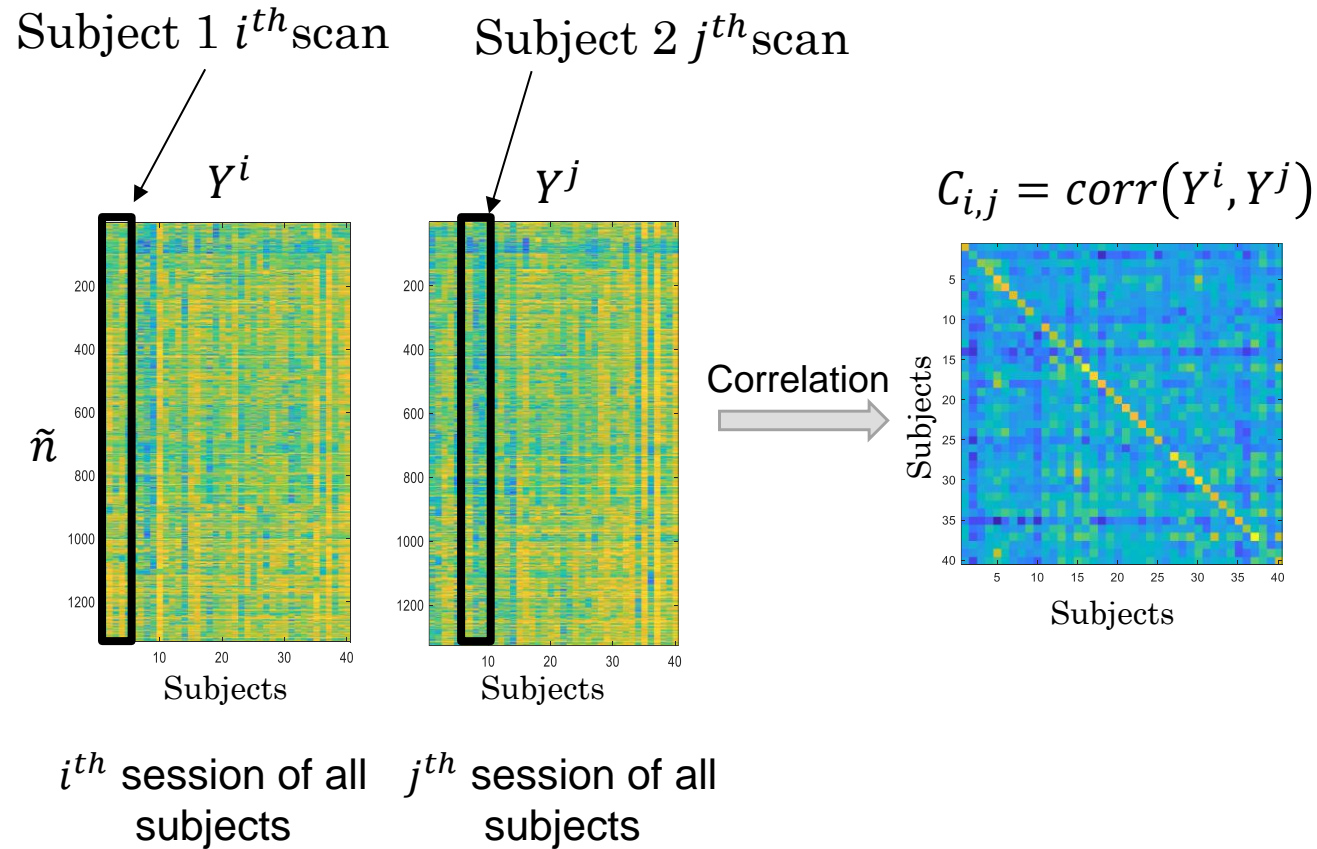 Subject 1 i^{th} scan
Subject 2 j^{th} scan
Y^i
Y^j
C_{i,j} = corr(Y^i, Y^j)
200
400
600
800
1000
1200
ñ
10 20 30 40
Subjects
200
400
600
800
1000
1200
10 20 30 40
Subjects
Correlation
5
10
15
20
25
30
35
40
Subjects
5 10 15 20 25 30 35 40
Subjects
i^{th} session of all
subjects
j^{th} session of all
subjects